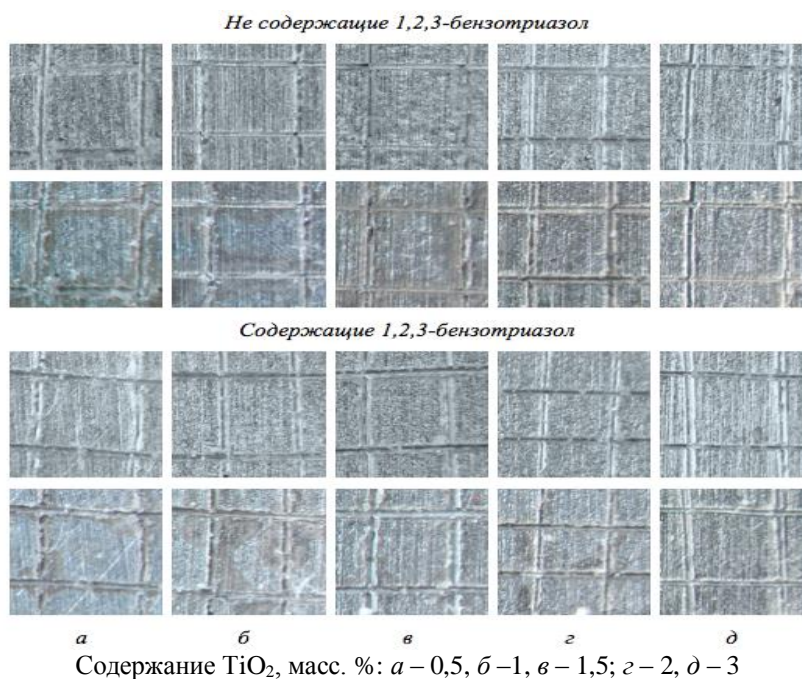 Не содержащие 1,2,3-бензотриазол
Содержащие 1,2,3-бензотриазол
а б в г д
Содержание TiO₂, масс. %: а – 0,5, б –1, в – 1,5; г – 2, д – 3